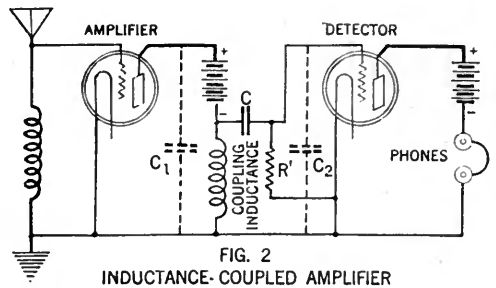 AMPLIFIER
DETECTOR
+
+
C
−
−
C1
COUPLING
INDUCTANCE
R'
C2
PHONES
FIG. 2
INDUCTANCE-COUPLED AMPLIFIER